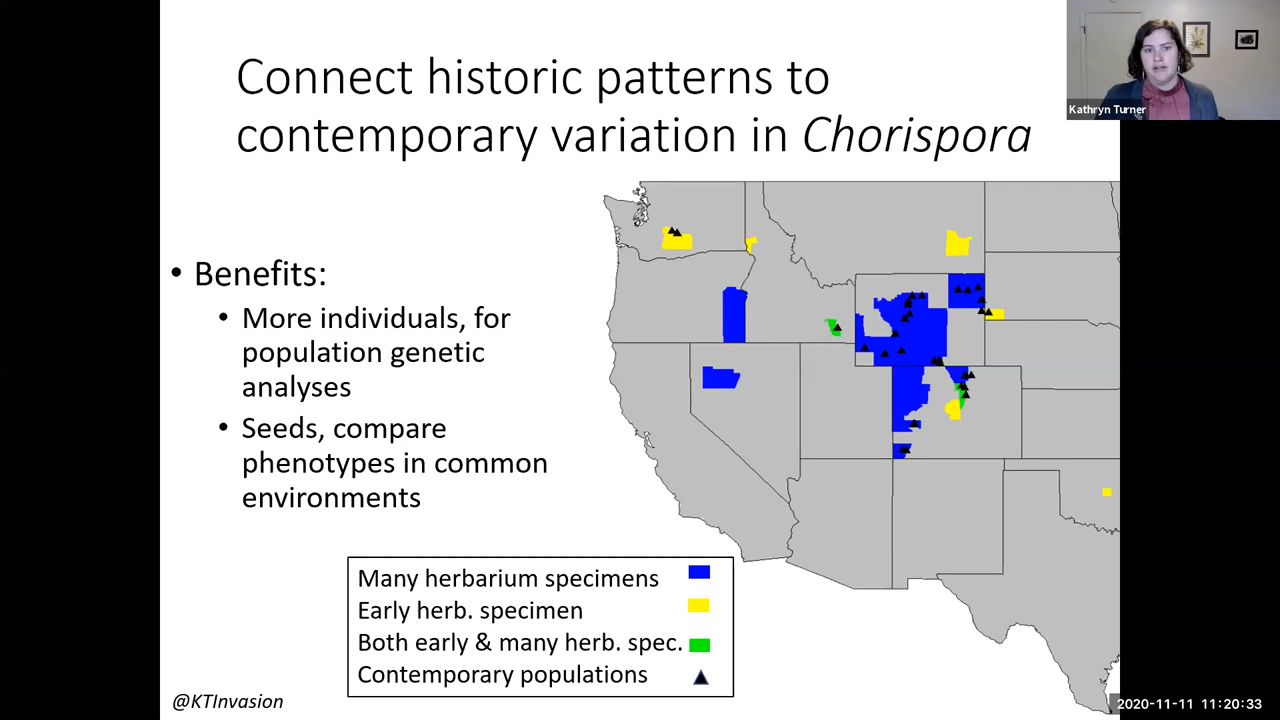 Connect historic patterns to
contemporary variation in Chorispora
Kathryn Turner
• Benefits:
• More individuals, for
population genetic
analyses
• Seeds, compare
phenotypes in common
environments
Many herbarium specimens
Early herb. specimen
Both early & many herb. spec.
Contemporary populations
@KTInvasion
2020-11-11 11:20:33